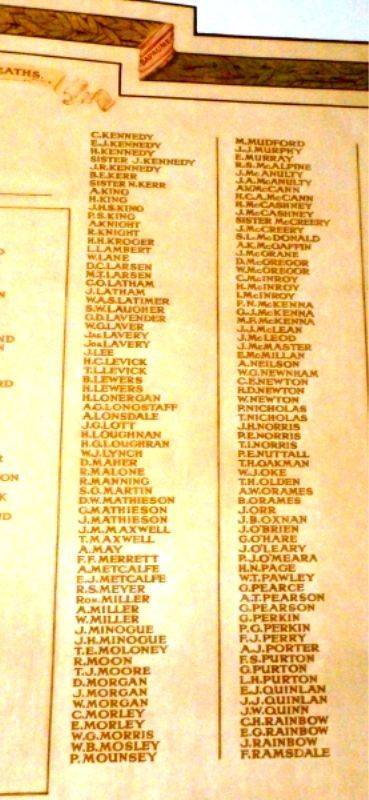 EATHS.
C.KENNEDY
E.J.KENNEDY
H.KENNEDY
SISTER J.KENNEDY
J.R.KENNEDY
B.E.KERR
SISTER N.KERR
A.KING
H.KING
J.H.S.KING
P.S.KING
A.KNIGHT
R.KNIGHT
H.H.KROGER
L.LAMBERT
W.LANE
D.C.LARSEN
M.T.LARSEN
C.O.LATHAM
J.LATHAM
W.A.S.LATIMER
S.W.LAUGHER
G.D.LAVENDER
W.G.LAVER
JAS LAVERY
JOS LAVERY
J.LEE
H.C.LEVICK
T.L.LEVICK
B.LEWERS
H.LEWERS
H.LONERGAN
A.G.LONGSTAFF
A.LONSDALE
J.G.LOTT
H.LOUGHNAN
H.G.LOUGHRAN
W.J.LYNCH
D.MAHER
R.MALONE
R.MANNING
S.G.MARTIN
D.W.MATHIESON
G.MATHIESON
J.MATHIESON
J.M.MAXWELL
T.MAXWELL
A.MAY
F.F.MERRETT
A.METCALFE
E.J.METCALFE
R.S.MEYER
ROB.MILLER
A.MILLER
W.MILLER
J.MINOGUE
J.H.MINOGUE
T.E.MOLONEY
R.MOON
T.J.MOORE
D.MORGAN
J.MORGAN
W.MORGAN
C.MORLEY
E.MORLEY
W.G.MORRIS
W.B.MOSLEY
P.MOUNSEY
M.MUDFORD
J.J.MURPHY
E.MURRAY
R.S.McALPINE
J.McANULTY
J.A.McANULTY
A.V.McCANN
H.C.A.McCANN
E.McCASHNEY
J.McCASHNEY
SISTER McCREERY
J.McCREERY
S.L.McDONALD
A.K.McGAFFIN
J.McGRANE
D.McGREGOR
W.McGREGOR
C.McINROY
H.McINROY
I.McINROY
F.H.McKENNA
G.J.McKENNA
M.F.McKENNA
J.J.McLEAN
J.McLEOD
J.McMASTER
E.McMILLAN
A.NEILSON
W.G.NEWNHAM
C.E.NEWTON
H.D.NEWTON
W.NEWTON
P.NICHOLAS
T.NICHOLAS
J.H.NORRIS
P.E.NORRIS
T.I.NORRIS
P.E.NUTTALL
T.H.OAKMAN
W.J.OKE
T.H.OLDEN
A.W.ORAMES
B.ORAMES
J.ORR
J.B.OXNAN
J.O'BRIEN
G.O'HARE
J.O'LEARY
P.J.O'MEARA
H.N.PAGE
W.T.PAWLEY
G.PEARCE
A.T.PEARSON
G.PEARSON
G.PERKIN
P.G.PERKIN
F.J.PERRY
A.J.PORTER
F.S.PURTON
G.PURTON
L.H.PURTON
E.J.QUINLAN
J.J.QUINLAN
J.W.QUINN
C.H.RAINBOW
E.G.RAINBOW
J.RAINBOW
F.RAMSDALE